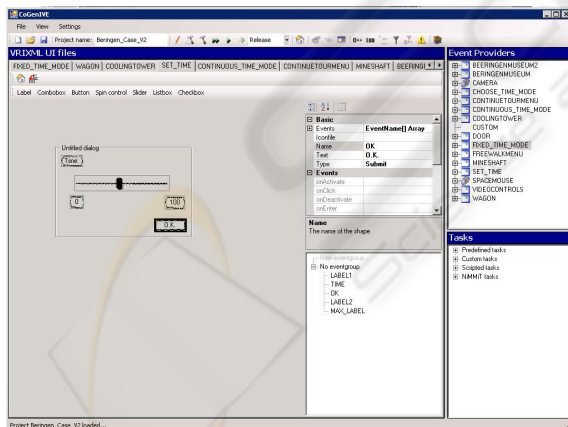 CoGenIVE
File View Settings
Project name: Beringen_Case_V2 Release
VRIXML UI files
FIXED_TIME_MODE WAGON COOLINGTOWER SET_TIME CONTINUOUS_TIME_MODE CONTINUETOURMENU MINESHAFT
Label Combobox Button Spin control Slider Listbox Checkbox
Untitled dialog
Time
0
100
O.K.
Basic
Events EventName[] Array
Iconfile
Name OK
Text O.K.
Type Submit
Events
onActivate
onClick
onDeactivate
onEnter
Name
The name of the shape
New eventgroup...
No eventgroup
LABEL1
TIME
OK
LABEL2
MAX_LABEL
Event Providers
BEERINGENMUSEUM2
BERINGENMUSEUM
CAMERA
CHOOSE_TIME_MODE
CONTINUETOURMENU
CONTINUOUS_TIME_MODE
COOLINGTOWER
CUSTOM
DOOR
FIXED_TIME_MODE
FREEWALKMENU
MINESHAFT
SET_TIME
SPACEMOUSE
VIDEOCONTROLS
WAGON
Tasks
Predefined tasks
Custom tasks
Scripted tasks
NiMMiT tasks
Project Beringen_Case_V2 loaded...